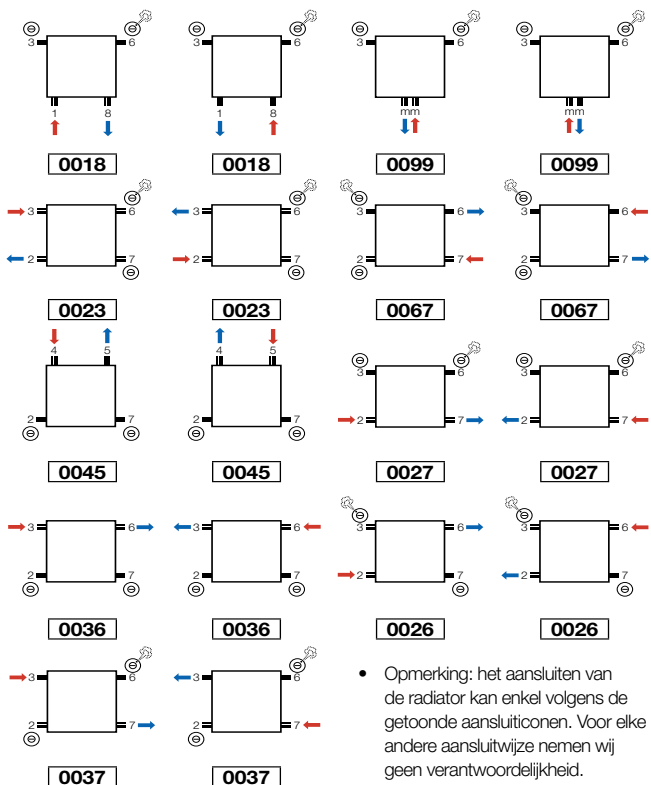 3 6 3 6 3 6 3 6
1 8 1 8 mm mm
0018 0018 0099 0099
3 6 3 6 3 6 3 6
2 7 2 7 2 7 2 7
0023 0023 0067 0067
4 5 4 5 3 6 3 6
2 7 2 7 2 7 2 7
0045 0045 0027 0027
3 6 3 6 3 6 3 6
2 7 2 7 2 7 2 7
0036 0036 0026 0026
3 6 3 6
2 7 2 7
0037 0037
• Opmerking: het aansluiten van
de radiator kan enkel volgens de
getoonde aansluiticonen. Voor elke
andere aansluitwijze nemen wij
geen verantwoordelijkheid.